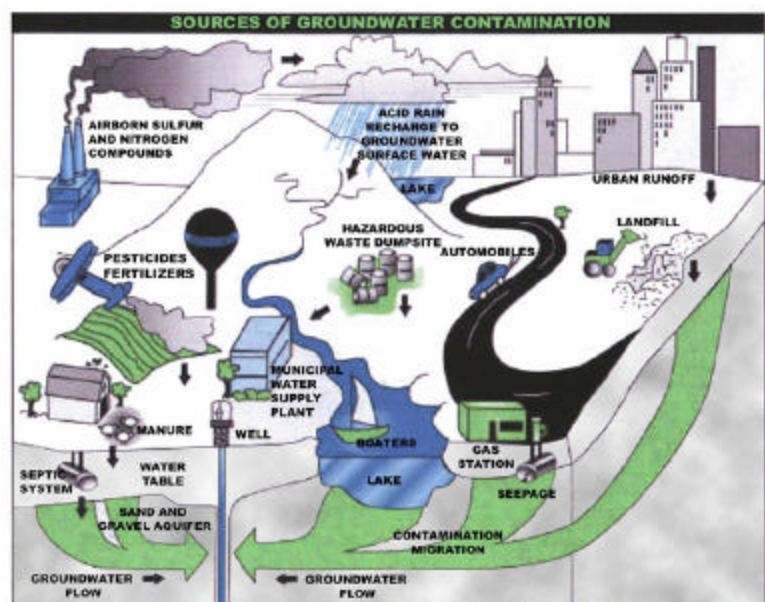 SOURCES OF GROUNDWATER CONTAMINATION
AIRBORN SULFUR
AND NITROGEN
COMPOUNDS
ACID RAIN
RECHARGE TO
GROUNDWATER
SURFACE WATER
LAKE
URBAN RUNOFF
LANDFILL
HAZARDOUS
WASTE DUMPSITE
AUTOMOBILES
PESTICIDES
FERTILIZERS
MUNICIPAL
WATER
SUPPLY
PLANT
MANURE
WELL
BOATERS
GAS
STATION
SEPTIC
SYSTEM
WATER
TABLE
LAKE
SEEPAGE
SAND AND
GRAVEL AQUIFER
CONTAMINATION
MIGRATION
GROUNDWATER
FLOW
GROUNDWATER
FLOW